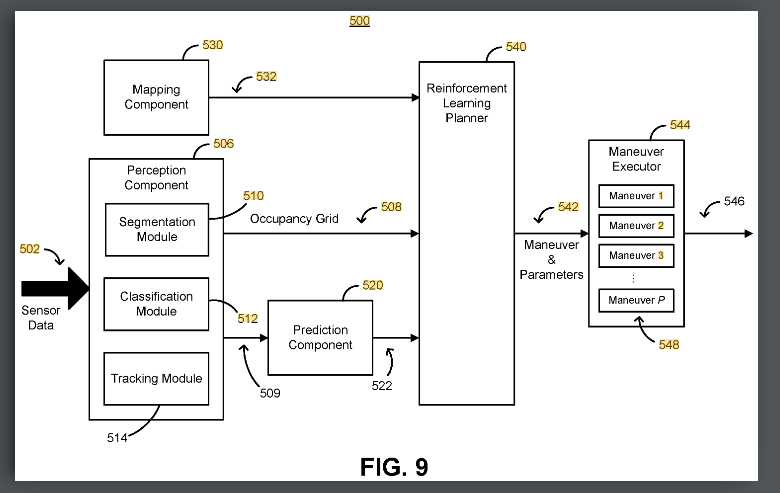 500
530
Mapping
Component
532
540
Reinforcement
Learning
Planner
506
Perception
Component
510
Segmentation
Module
Occupancy Grid
508
502
Sensor
Data
Classification
Module
512
520
Prediction
Component
509
522
Tracking Module
514
542
Maneuver
&
Parameters
544
Maneuver
Executor
Maneuver 1
Maneuver 2
Maneuver 3
⋮
Maneuver P
548
546
FIG. 9